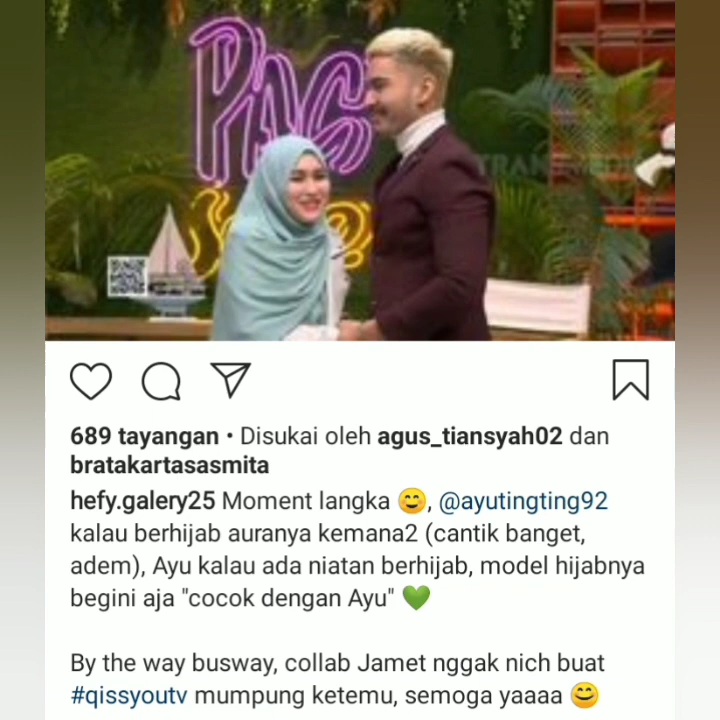 PAG
TRANS
689 tayangan • Disukai oleh agus_tiansyah02 dan
bratakartasasmita
hefy.galery25 Moment langka 😊, @ayutingting92
kalau berhijab auranya kemana2 (cantik banget,
adem), Ayu kalau ada niatan berhijab, model hijabnya
begini aja "cocok dengan Ayu" 💚
By the way busway, collab Jamet nggak nich buat
#qissyoutv mumpung ketemu, semoga yaaaa 😊